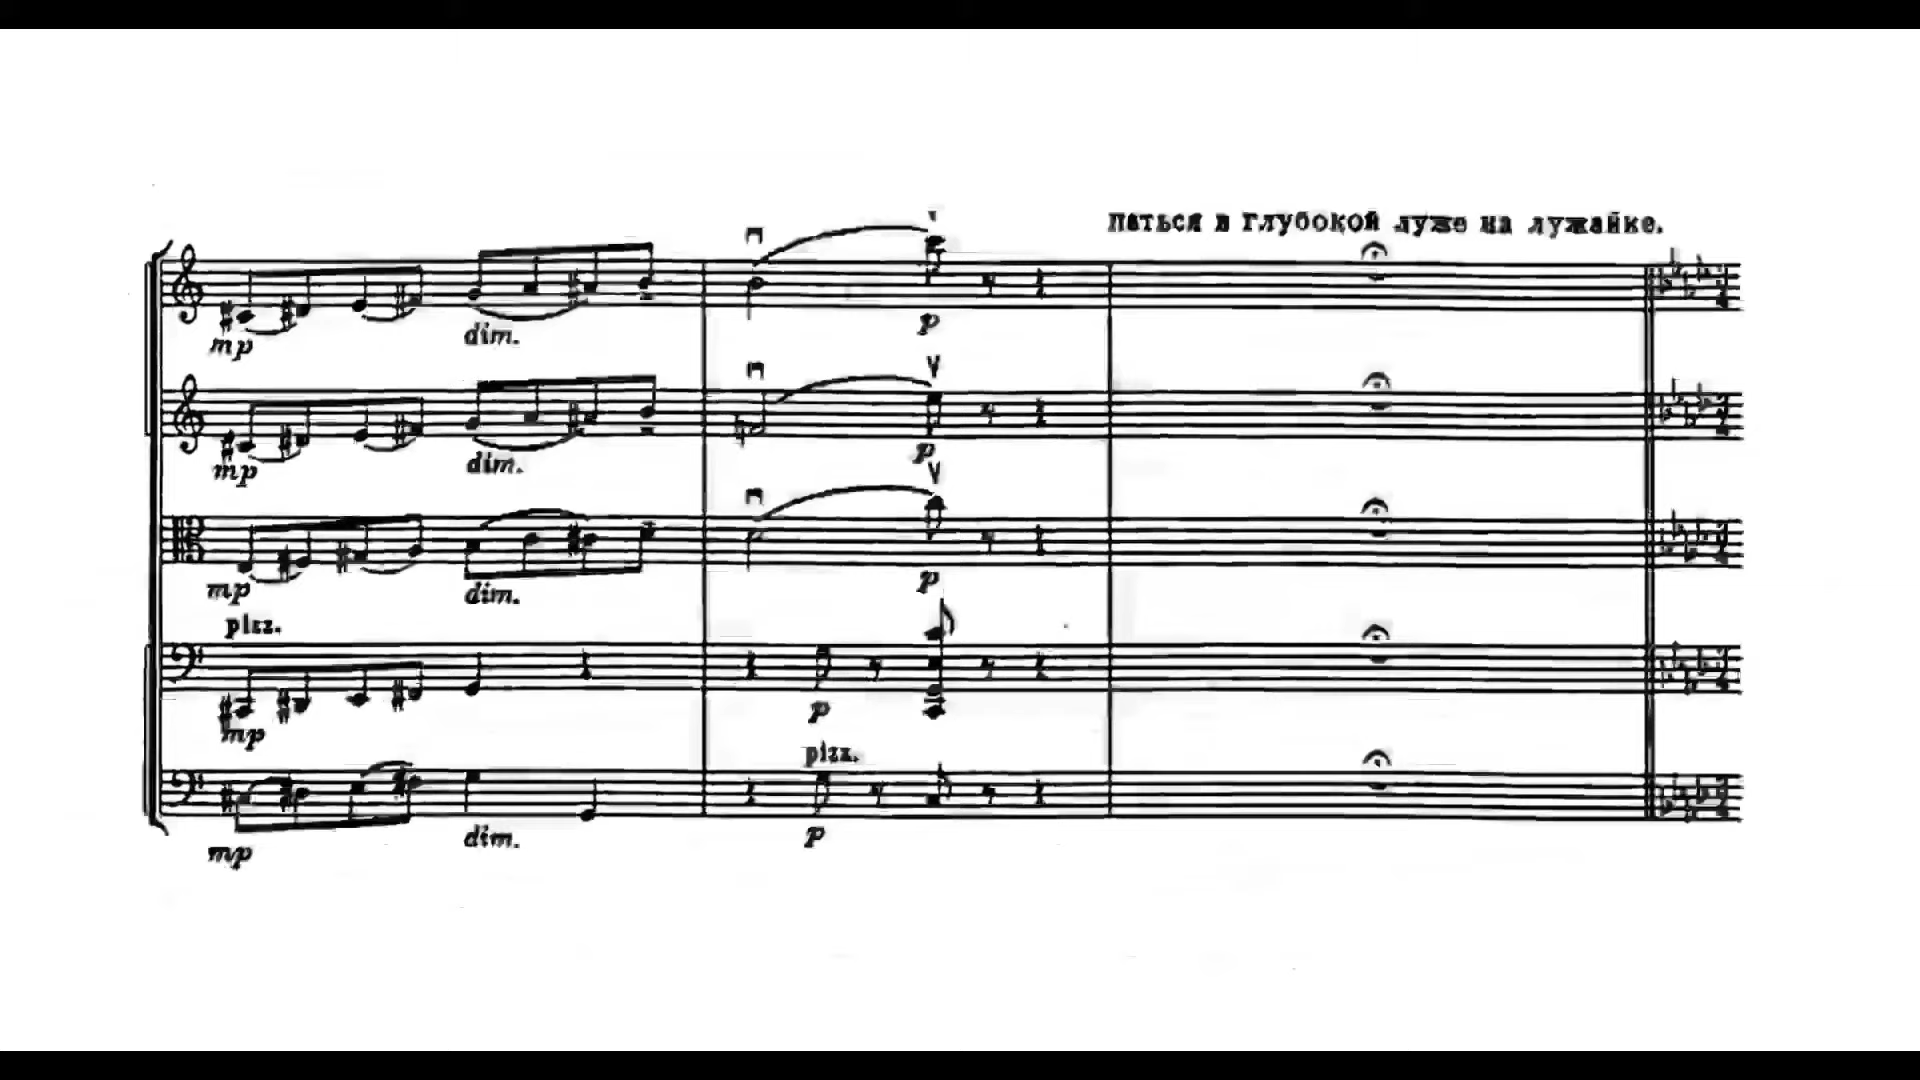 паться в глубокой луже на лужайке.
mp dim. p
mp dim. p
mp dim. p
pizz.
mp p
pizz.
mp dim. p